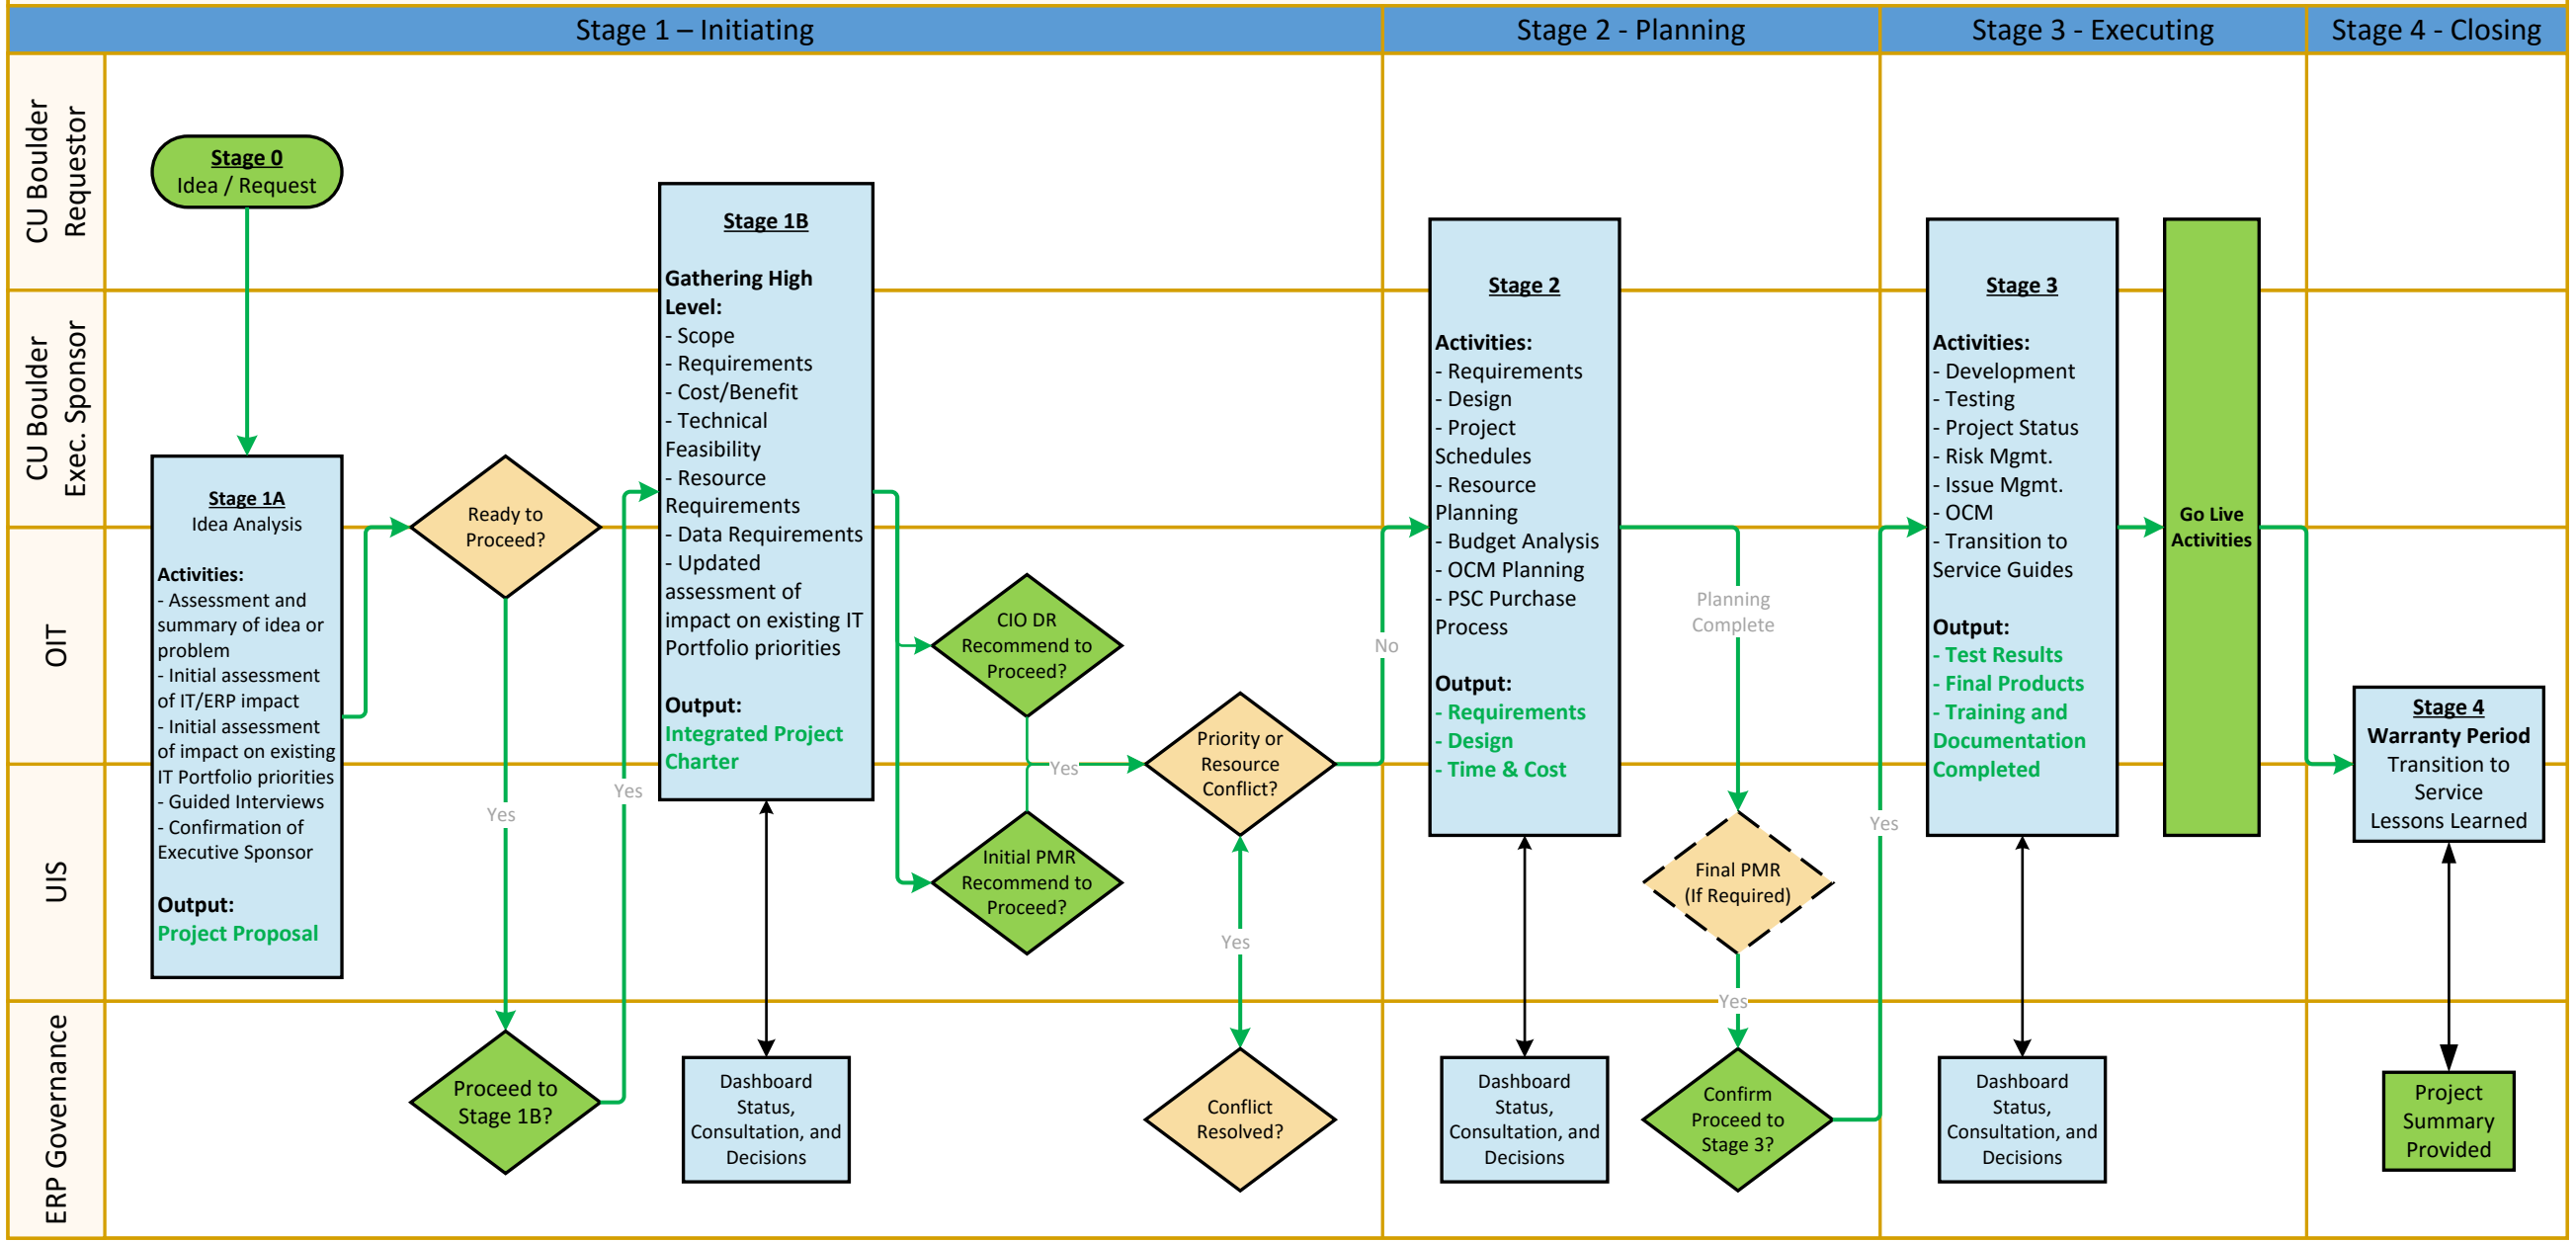 Stage 1 – Initiating
Stage 2 - Planning
Stage 3 - Executing
Stage 4 - Closing
CU Boulder
Requestor
CU Boulder
Exec. Sponsor
OIT
UIS
ERP Governance
Stage 0
Idea / Request
Stage 1A
Idea Analysis
Activities:
- Assessment and
summary of idea or
problem
- Initial assessment
of IT/ERP impact
- Initial assessment
of impact on existing
IT Portfolio priorities
- Guided Interviews
- Confirmation of
Executive Sponsor
Output:
Project Proposal
Ready to
Proceed?
Yes
Proceed to
Stage 1B?
Yes
Stage 1B
Gathering High
Level:
- Scope
- Requirements
- Cost/Benefit
- Technical
Feasibility
- Resource
Requirements
- Data Requirements
- Updated
assessment of
impact on existing IT
Portfolio priorities
Output:
Integrated Project
Charter
Dashboard
Status,
Consultation, and
Decisions
CIO DR
Recommend to
Proceed?
Yes
Initial PMR
Recommend to
Proceed?
Priority or
Resource
Conflict?
Yes
Conflict
Resolved?
No
Stage 2
Activities:
- Requirements
- Design
- Project
Schedules
- Resource
Planning
- Budget Analysis
- OCM Planning
- PSC Purchase
Process
Output:
- Requirements
- Design
- Time & Cost
Dashboard
Status,
Consultation, and
Decisions
Planning
Complete
Final PMR
(If Required)
Yes
Confirm
Proceed to
Stage 3?
Yes
Stage 3
Activities:
- Development
- Testing
- Project Status
- Risk Mgmt.
- Issue Mgmt.
- OCM
- Transition to
Service Guides
Output:
- Test Results
- Final Products
- Training and
Documentation
Completed
Dashboard
Status,
Consultation, and
Decisions
Go Live
Activities
Stage 4
Warranty Period
Transition to
Service
Lessons Learned
Project
Summary
Provided